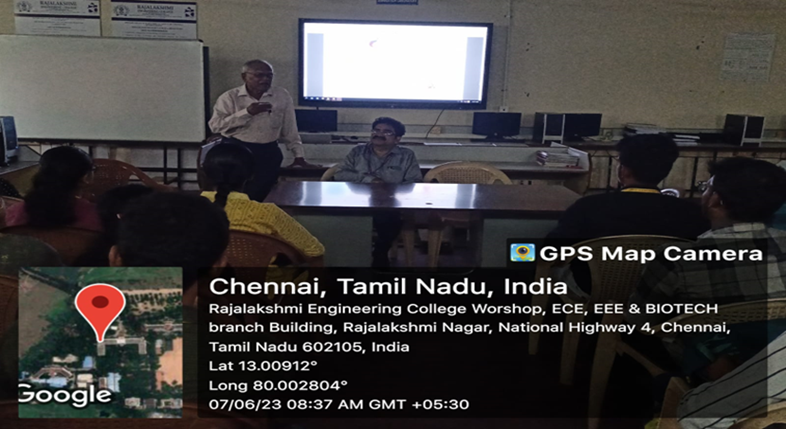 RAJALAKSHMI
RAJALAKSHMI
GPS Map Camera
Chennai, Tamil Nadu, India
Rajalakshmi Engineering College Worshop, ECE, EEE & BIOTECH
branch Building, Rajalakshmi Nagar, National Highway 4, Chennai,
Tamil Nadu 602105, India
Lat 13.00912°
Long 80.002804°
07/06/23 08:37 AM GMT +05:30
Google